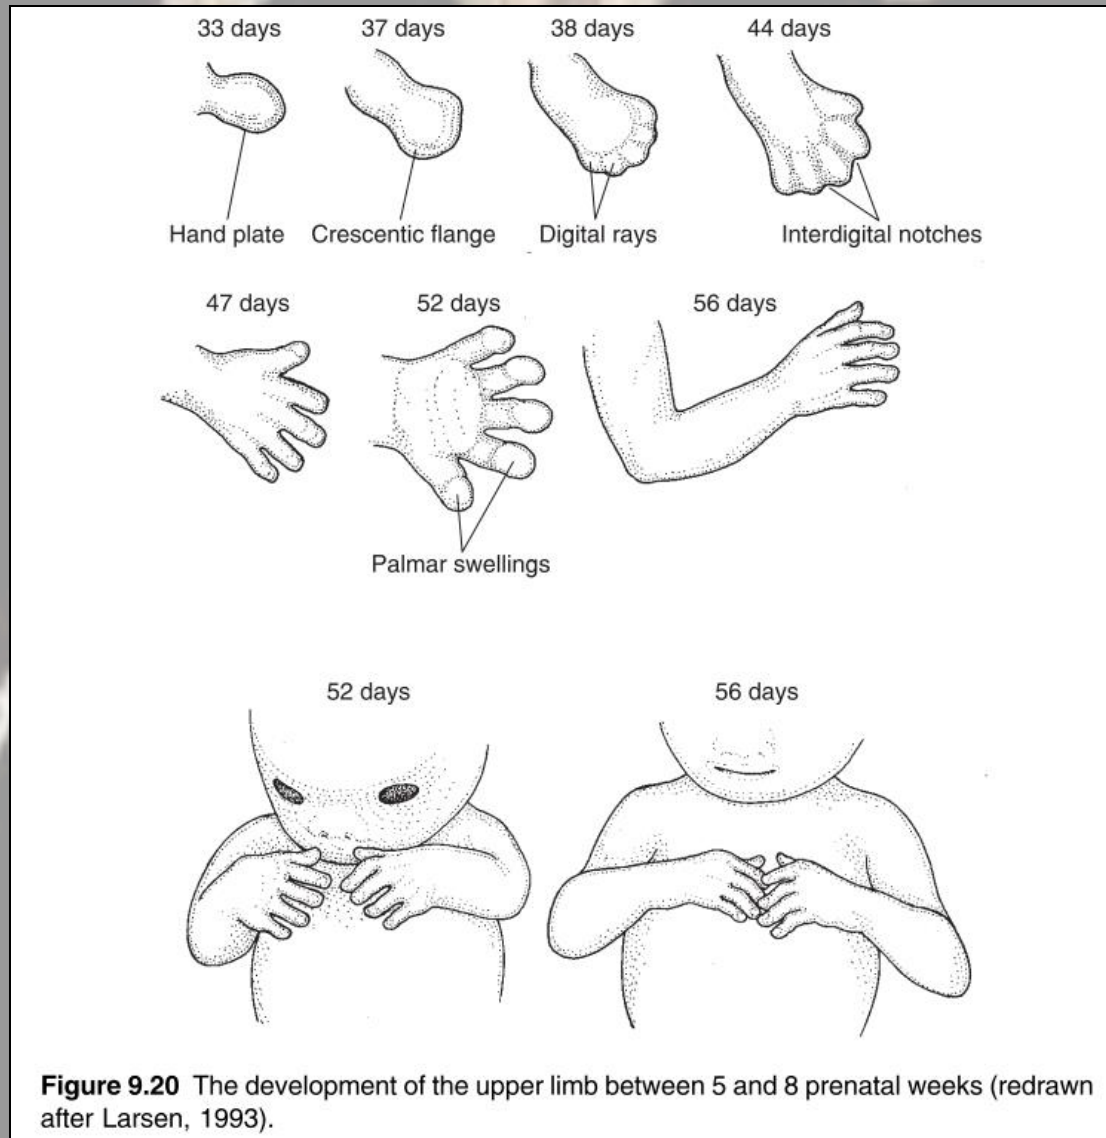 33 days 37 days 38 days 44 days
Hand plate Crescentic flange Digital rays Interdigital notches
47 days 52 days 56 days
Palmar swellings
52 days 56 days
Figure 9.20 The development of the upper limb between 5 and 8 prenatal weeks (redrawn
after Larsen, 1993).